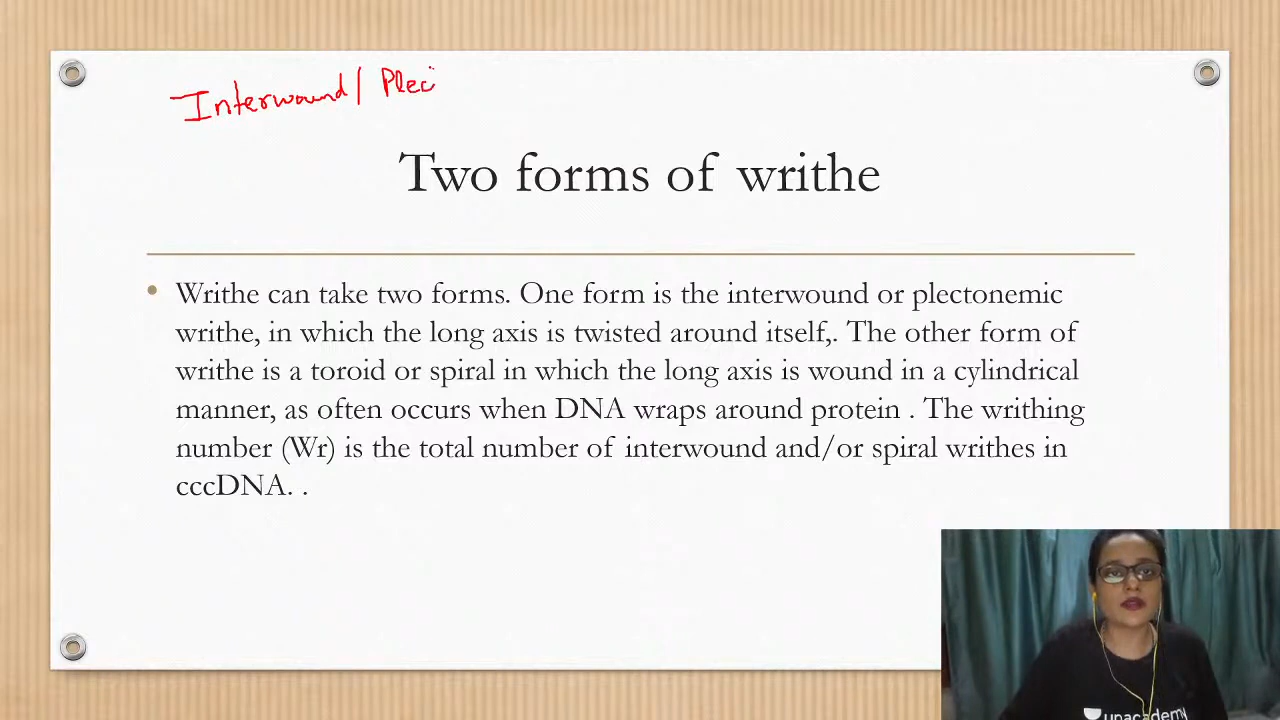 Interwound/ Plec
Two forms of writhe
• Writhe can take two forms. One form is the interwound or plectonemic
writhe, in which the long axis is twisted around itself,. The other form of
writhe is a toroid or spiral in which the long axis is wound in a cylindrical
manner, as often occurs when DNA wraps around protein . The writhing
number (Wr) is the total number of interwound and/or spiral writhes in
cccDNA. .
unacademy